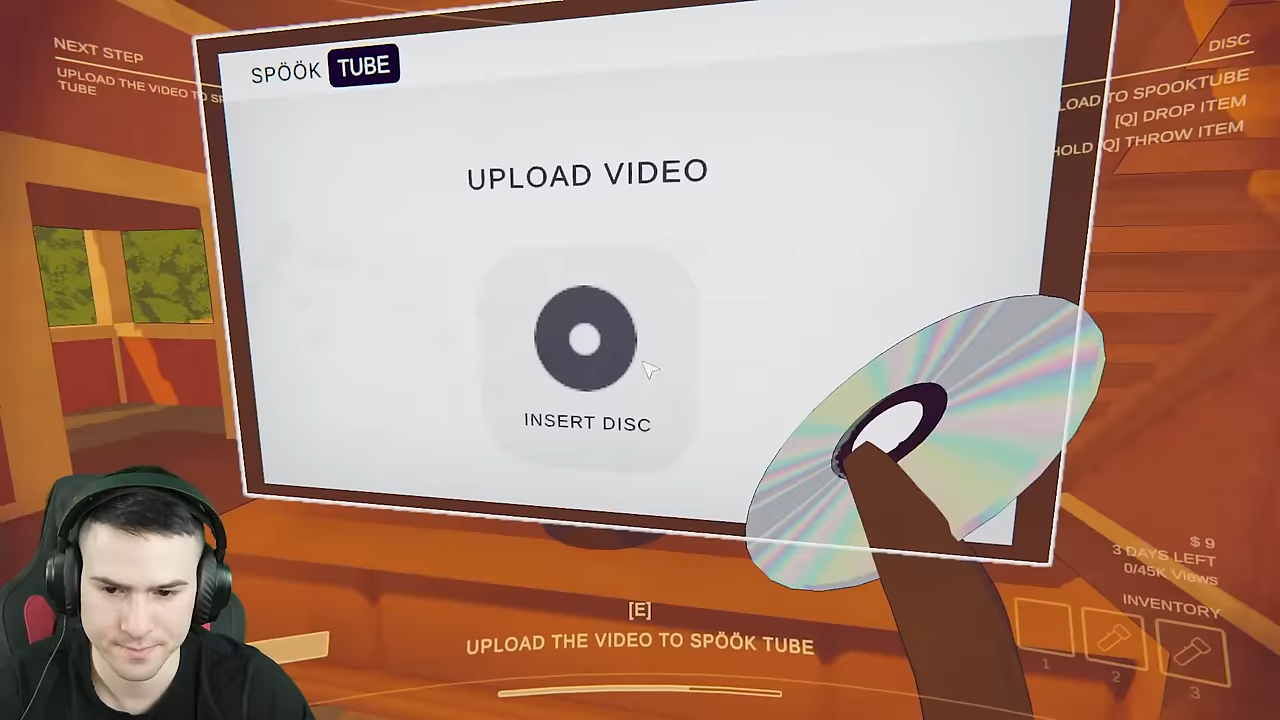 NEXT STEP
UPLOAD THE VIDEO TO
TUBE
SPÖÖK TUBE
UPLOAD VIDEO
INSERT DISC
DISC
TO SPOOKTUBE
[Q] DROP ITEM
HOLD [Q] THROW ITEM
[E]
UPLOAD THE VIDEO TO SPÖÖK TUBE
$ 9
3 DAYS LEFT
0/45K Views
INVENTORY
1
2
3